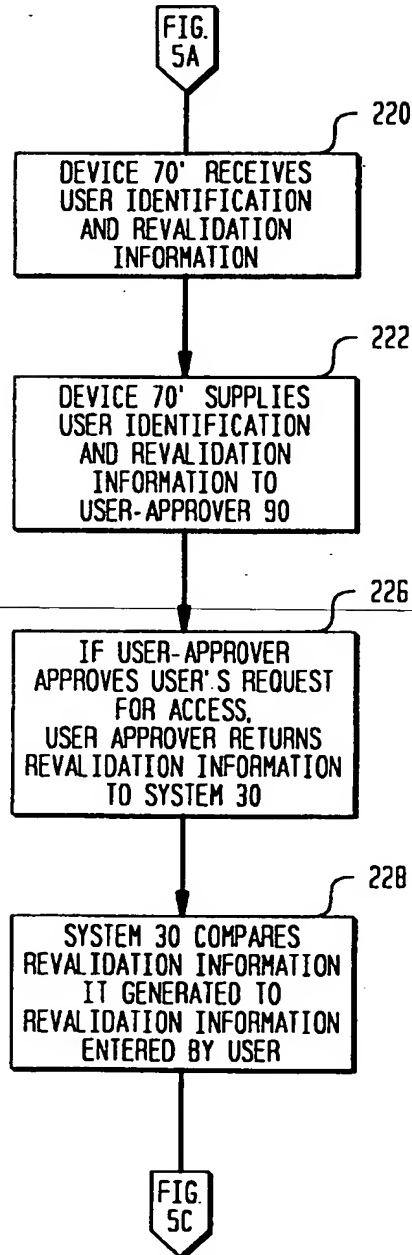 FIG.
5A
220
DEVICE 70' RECEIVES
USER IDENTIFICATION
AND REVALIDATION
INFORMATION
222
DEVICE 70' SUPPLIES
USER IDENTIFICATION
AND REVALIDATION
INFORMATION TO
USER-APPROVER 90
226
IF USER-APPROVER
APPROVES USER'S REQUEST
FOR ACCESS,
USER APPROVER RETURNS
REVALIDATION INFORMATION
TO SYSTEM 30
228
SYSTEM 30 COMPARES
REVALIDATION INFORMATION
IT GENERATED TO
REVALIDATION INFORMATION
ENTERED BY USER
FIG.
5C